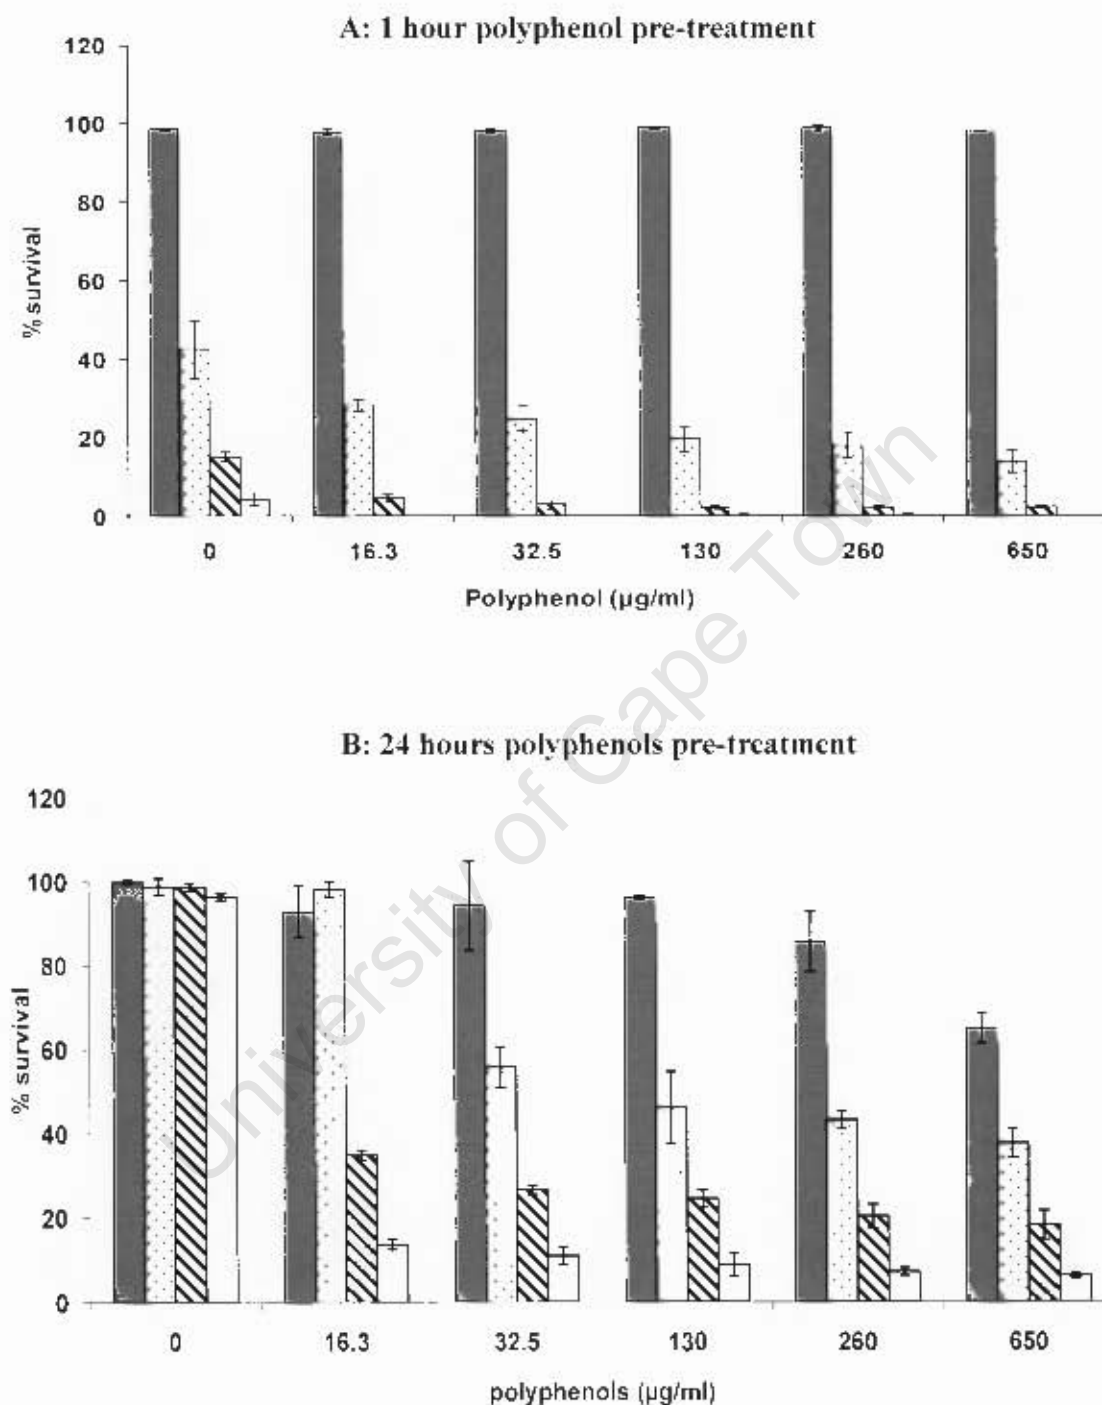 A: 1 hour polyphenol pre-treatment
120
100
80
60
40
20
0
% survival
0 16.3 32.5 130 260 650
Polyphenol (µg/ml)
University of Cape Town
B: 24 hours polyphenols pre-treatment
120
100
80
60
40
20
0
% survival
0 16.3 32.5 130 260 650
polyphenols (µg/ml)